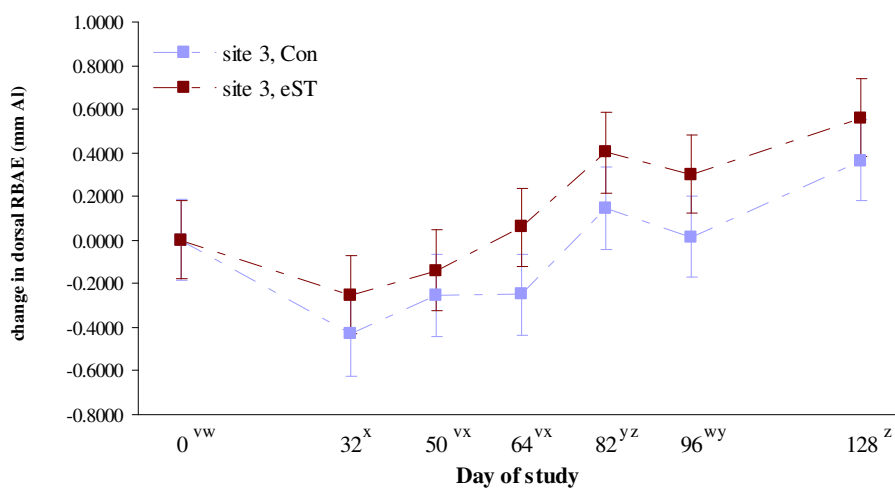 1.0000
0.8000
0.6000
0.4000
0.2000
0.0000
-0.2000
-0.4000
-0.6000
-0.8000
change in dorsal RBAE (mm Al)
site 3, Con
site 3, eST
0 vw 32 x 50 vx 64 vx 82 yz 96 wy 128 z
Day of study